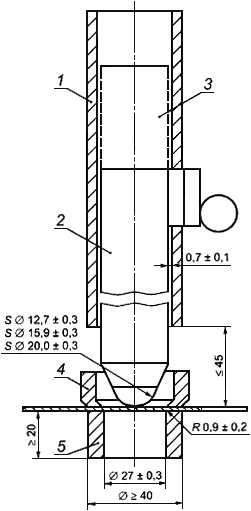 1
3
2
0,7 ± 0,1
S ∅ 12,7 ± 0,3
S ∅ 15,9 ± 0,3
S ∅ 20,0 ± 0,3
4
≤ 45
R 0,9 ± 0,2
≥ 20
5
∅ 27 ± 0,3
∅ ≥ 40